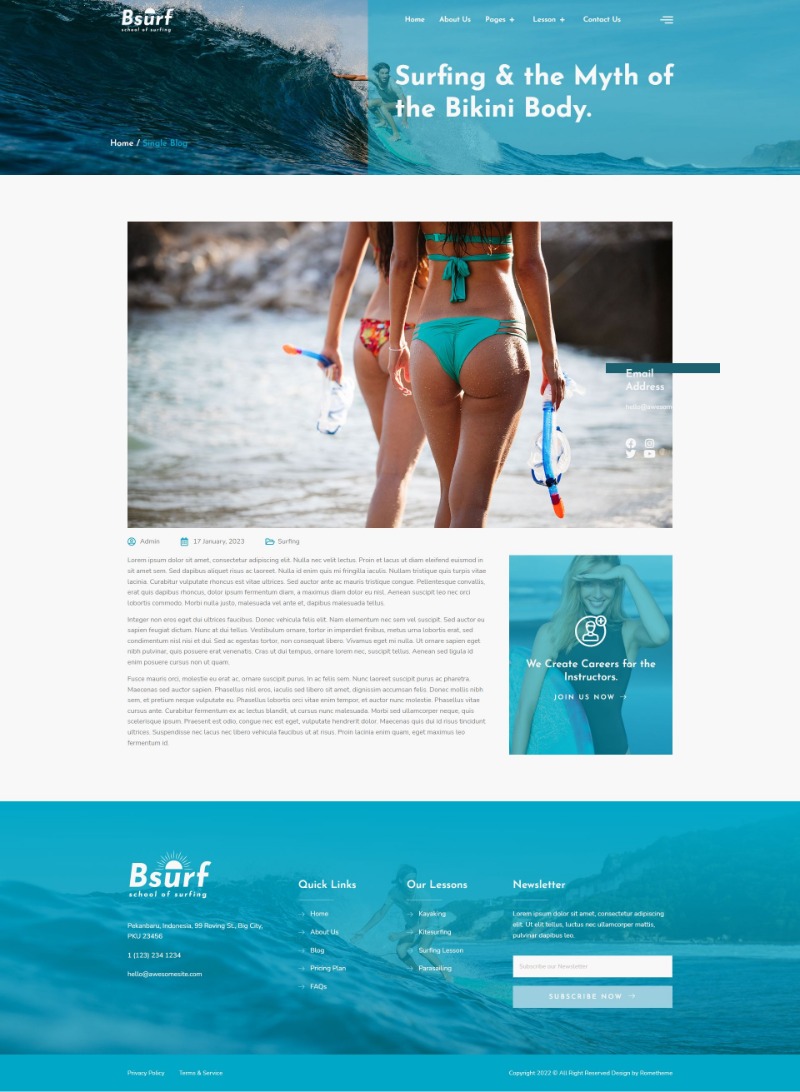 Bsurf
school of surfing
Home About Us Pages + Lesson + Contact Us
Surfing & the Myth of
the Bikini Body.
Home / Single Blog
Email
Address
Admin 17 January, 2023 Surfing
Lorem ipsum dolor sit amet, consectetur adipiscing elit. Nulla nec velit lectus. Proin et lacus ut diam eleifend euismod in
sit amet sem. Sed dapibus aliquet risus ac laoreet. Nulla id enim quis mi fringilla iaculis. Nullam tristique quis turpis vitae
lacinia. Curabitur vulputate rhoncus est vitae ultrices. Sed auctor ante ac mauris tristique congue. Pellentesque convallis,
erat quis dapibus rhoncus, dolor ipsum fermentum diam, a maximus diam dolor eu nisl. Aenean suscipit leo nec orci
lobortis commodo. Morbi nulla justo, malesuada vel ante et, dapibus malesuada tellus.
Integer non eros eget dui ultrices faucibus. Donec vehicula felis elit. Nam elementum nec sem vel suscipit. Sed auctor eu
sapien feugiat dictum. Nunc at dui tellus. Vestibulum ornare, tortor in imperdiet finibus, metus urna lobortis erat, sed
condimentum nisl nisi et dui. Sed ac egestas tortor, non consequat libero. Vivamus eget mi nulla. Ut ornare sapien eget
nibh pulvinar, quis posuere erat venenatis. Cras ut dui tempus, ornare lorem nec, suscipit tellus. Aenean sed ligula id
enim posuere cursus non ut quam.
Fusce mauris orci, molestie eu erat ac, ornare suscipit purus. In ac felis sem. Nunc laoreet suscipit purus ac pharetra.
Maecenas sed auctor sapien. Phasellus nisl eros, iaculis sed libero sit amet, dignissim accumsan felis. Donec mollis nibh
sem, et pretium neque vulputate eu. Phasellus lobortis orci vitae enim tempor, et auctor nunc molestie. Phasellus vitae
cursus ante. Curabitur fermentum ex ac lectus blandit, ut cursus nunc malesuada. Morbi sed ullamcorper neque, quis
scelerisque ipsum. Praesent est odio, congue nec est eget, vulputate hendrerit dolor. Maecenas quis dui id risus tincidunt
ultrices. Suspendisse nec lacus nec libero vehicula faucibus ut at risus. Proin lacinia enim quam, eget maximus leo
fermentum id.
We Create Careers for the
Instructors.
JOIN US NOW
Bsurf
school of surfing
Pekanbaru, Indonesia, 99 Roving St., Big City,
PKU 23456
1 (123) 234 1234
hello@awesomesite.com
Quick Links
Home
About Us
Blog
Pricing Plan
FAQs
Our Lessons
Kayaking
Kitesurfing
Surfing Lesson
Parasailing
Newsletter
Lorem ipsum dolor sit amet, consectetur adipiscing
elit. Ut elit tellus, luctus nec ullamcorper mattis,
pulvinar dapibus leo.
Subscribe our Newsletter
SUBSCRIBE NOW
Privacy Policy Terms & Service
Copyright 2022 © All Right Reserved Design by Rometheme